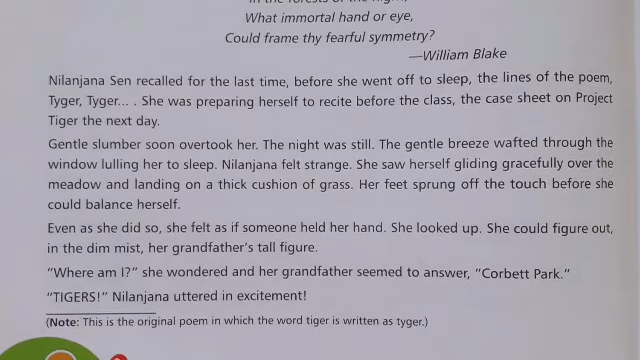 In the forests of the night,
What immortal hand or eye,
Could frame thy fearful symmetry?
—William Blake
Nilanjana Sen recalled for the last time, before she went off to sleep, the lines of the poem,
Tyger, Tyger... . She was preparing herself to recite before the class, the case sheet on Project
Tiger the next day.
Gentle slumber soon overtook her. The night was still. The gentle breeze wafted through the
window lulling her to sleep. Nilanjana felt strange. She saw herself gliding gracefully over the
meadow and landing on a thick cushion of grass. Her feet sprung off the touch before she
could balance herself.
Even as she did so, she felt as if someone held her hand. She looked up. She could figure out,
in the dim mist, her grandfather's tall figure.
"Where am I?" she wondered and her grandfather seemed to answer, "Corbett Park."
"TIGERS!" Nilanjana uttered in excitement!
(Note: This is the original poem in which the word tiger is written as tyger.)